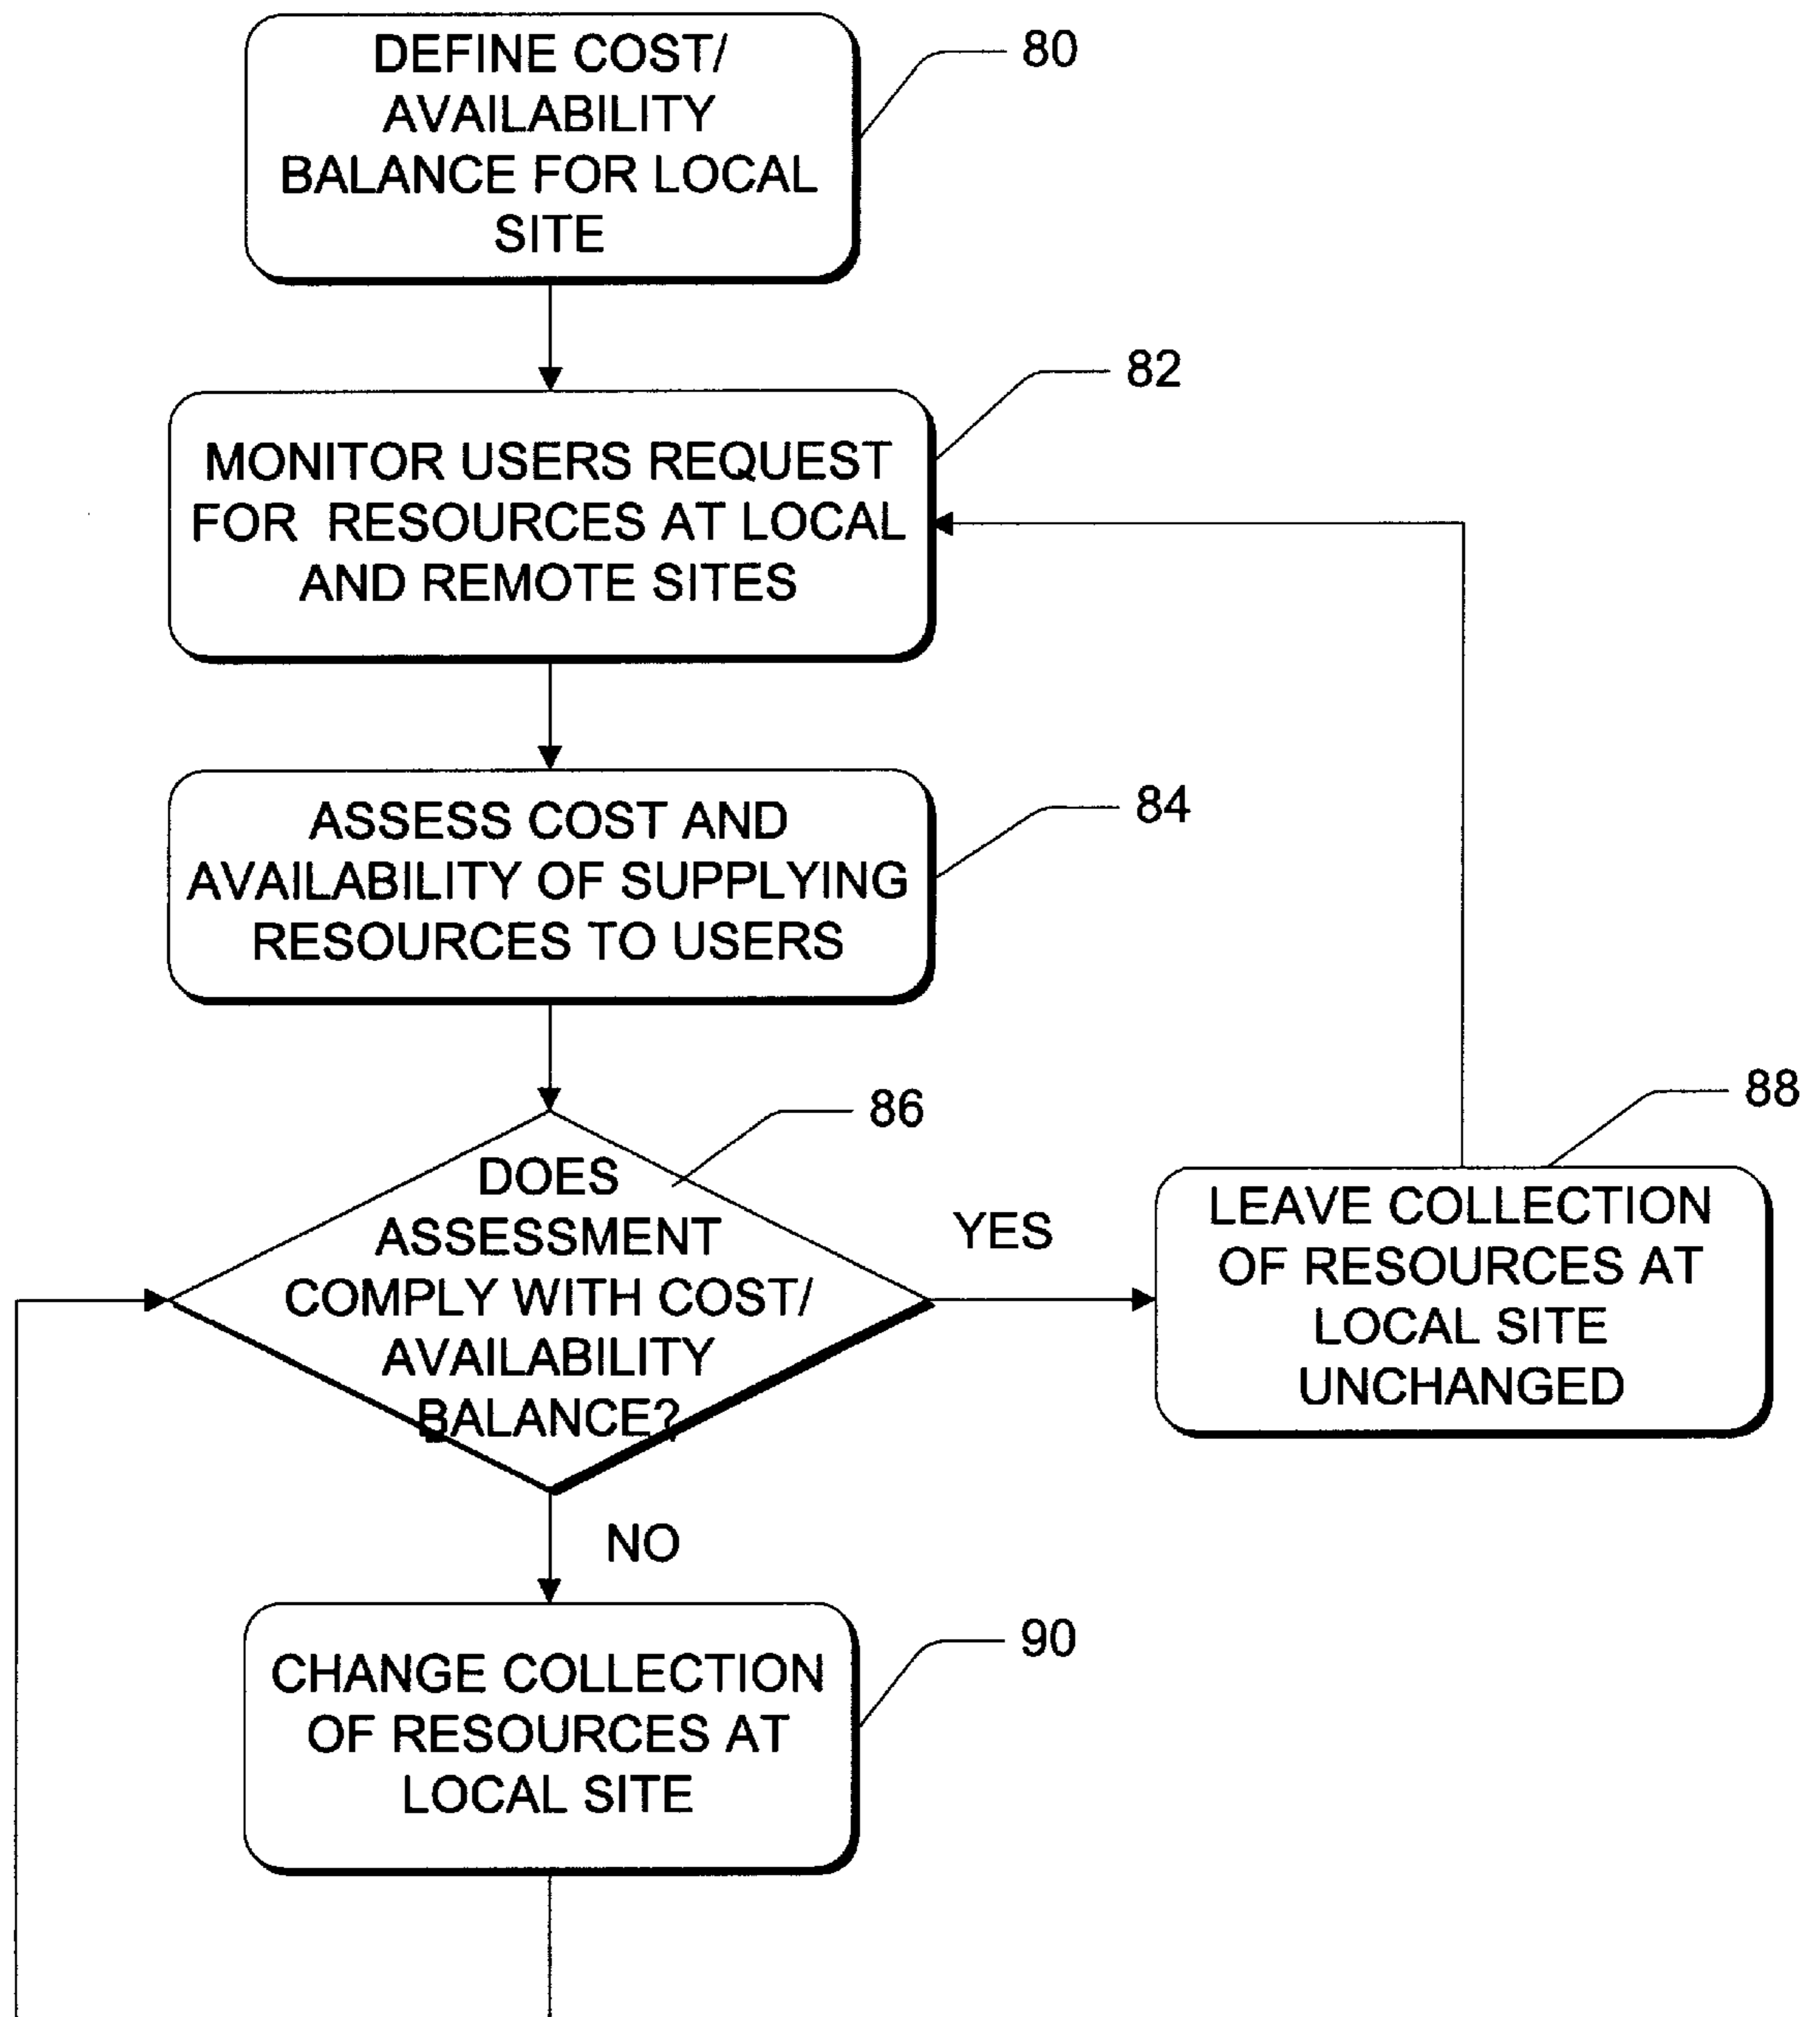 DEFINE COST/
AVAILABILITY
BALANCE FOR LOCAL
SITE
80
MONITOR USERS REQUEST
FOR RESOURCES AT LOCAL
AND REMOTE SITES
82
ASSESS COST AND
AVAILABILITY OF SUPPLYING
RESOURCES TO USERS
84
DOES
ASSESSMENT
COMPLY WITH COST/
AVAILABILITY
BALANCE?
86
YES
LEAVE COLLECTION
OF RESOURCES AT
LOCAL SITE
UNCHANGED
88
NO
CHANGE COLLECTION
OF RESOURCES AT
LOCAL SITE
90